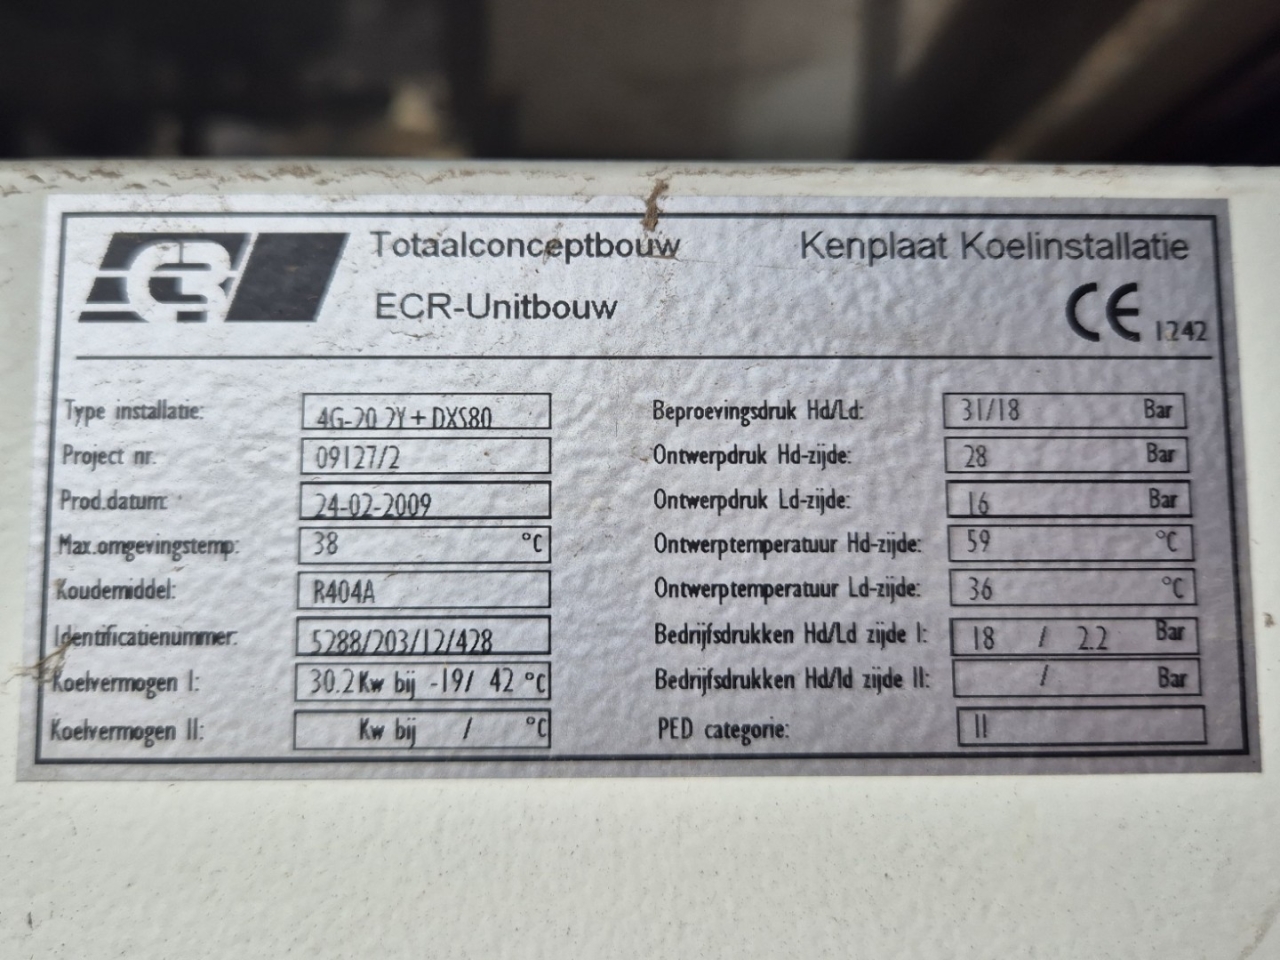 Totaalconceptbouw Kenplaat Koelinstallatie
ECR-Unitbouw
CE 1242
Type installatie: 4G-20.2Y + DXS80
Project nr. 09127/2
Prod.datum: 24-02-2009
Max.omgevingstemp: 38 °C
Koudemiddel: R404A
Identificatienummer: 5288/203/12/428
Koelvermogen I: 30.2 Kw bij -19/ 42 °C
Koelvermogen II: Kw bij / °C
Beproevingsdruk Hd/Ld: 31/18 Bar
Ontwerpdruk Hd-zijde: 28 Bar
Ontwerpdruk Ld-zijde: 16 Bar
Ontwerptemperatuur Hd-zijde: 59 °C
Ontwerptemperatuur Ld-zijde: 36 °C
Bedrijfsdrukken Hd/Ld zijde I: 18 / 2.2 Bar
Bedrijfsdrukken Hd/ld zijde II: / Bar
PED categorie: II